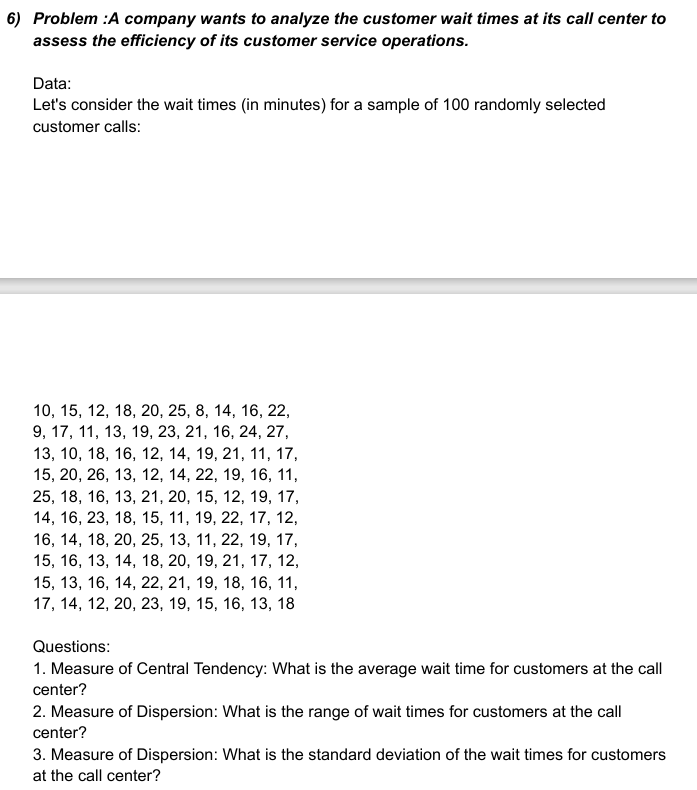 6) Problem :A company wants to analyze the customer wait times at its call center to
assess the efficiency of its customer service operations.
Data:
Let's consider the wait times (in minutes) for a sample of 100 randomly selected
customer calls:
10, 15, 12, 18, 20, 25, 8, 14, 16, 22,
9, 17, 11, 13, 19, 23, 21, 16, 24, 27,
13, 10, 18, 16, 12, 14, 19, 21, 11, 17,
15, 20, 26, 13, 12, 14, 22, 19, 16, 11,
25, 18, 16, 13, 21, 20, 15, 12, 19, 17,
14, 16, 23, 18, 15, 11, 19, 22, 17, 12,
16, 14, 18, 20, 25, 13, 11, 22, 19, 17,
15, 16, 13, 14, 18, 20, 19, 21, 17, 12,
15, 13, 16, 14, 22, 21, 19, 18, 16, 11,
17, 14, 12, 20, 23, 19, 15, 16, 13, 18
Questions:
1. Measure of Central Tendency: What is the average wait time for customers at the call
center?
2. Measure of Dispersion: What is the range of wait times for customers at the call
center?
3. Measure of Dispersion: What is the standard deviation of the wait times for customers
at the call center?